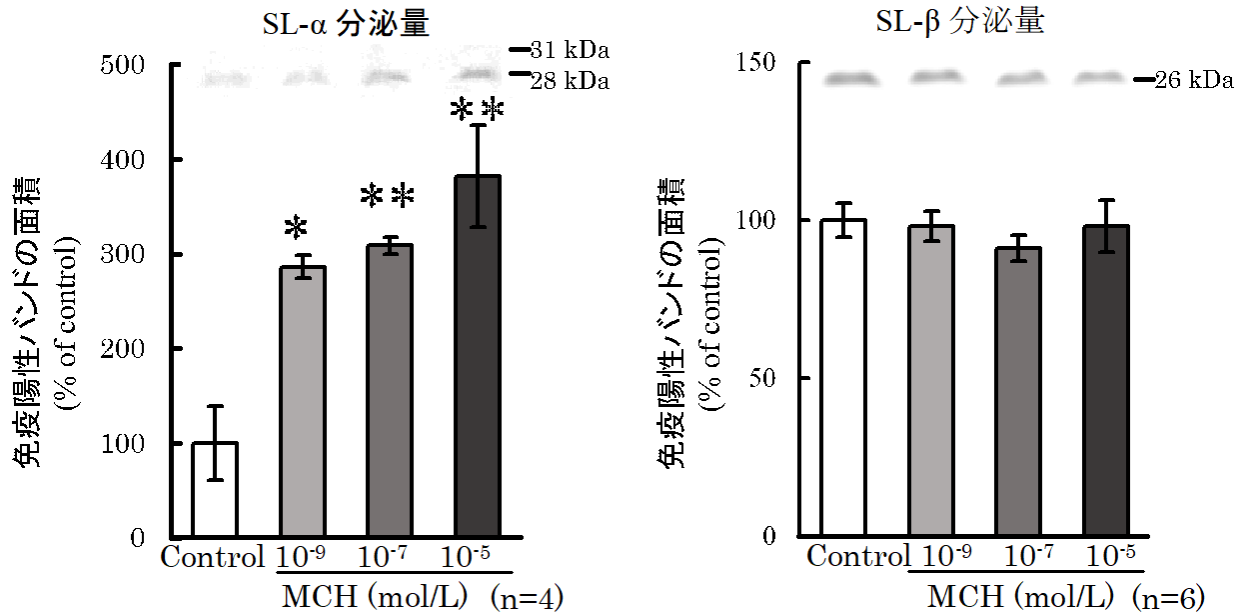 SL-α 分泌量
31 kDa
28 kDa
500
400
300
200
100
0
免疫陽性バンドの面積
(% of control)
*
**
**
Control 10⁻⁹ 10⁻⁷ 10⁻⁵
MCH (mol/L) (n=4)
SL-β 分泌量
26 kDa
150
100
50
0
免疫陽性バンドの面積
(% of control)
Control 10⁻⁹ 10⁻⁷ 10⁻⁵
MCH (mol/L) (n=6)